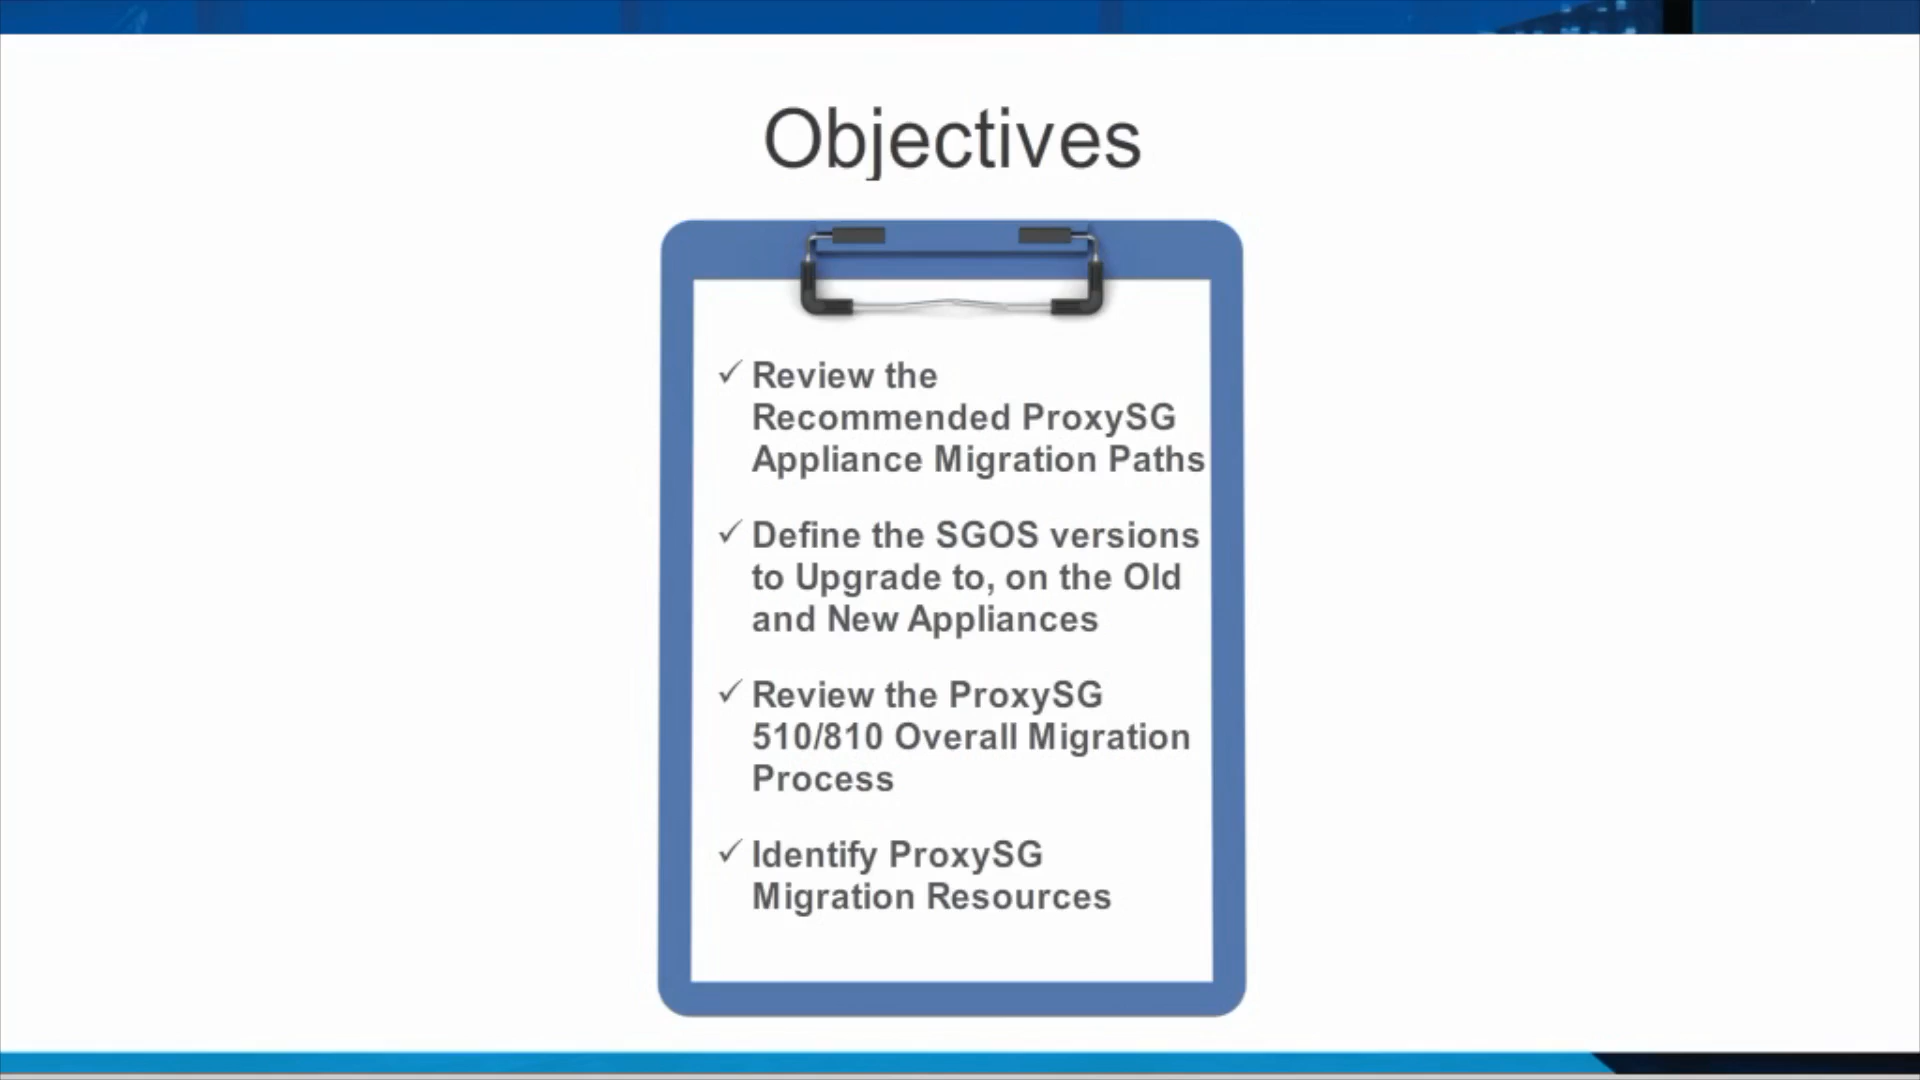 Objectives
✓ Review the
Recommended ProxySG
Appliance Migration Paths
✓ Define the SGOS versions
to Upgrade to, on the Old
and New Appliances
✓ Review the ProxySG
510/810 Overall Migration
Process
✓ Identify ProxySG
Migration Resources